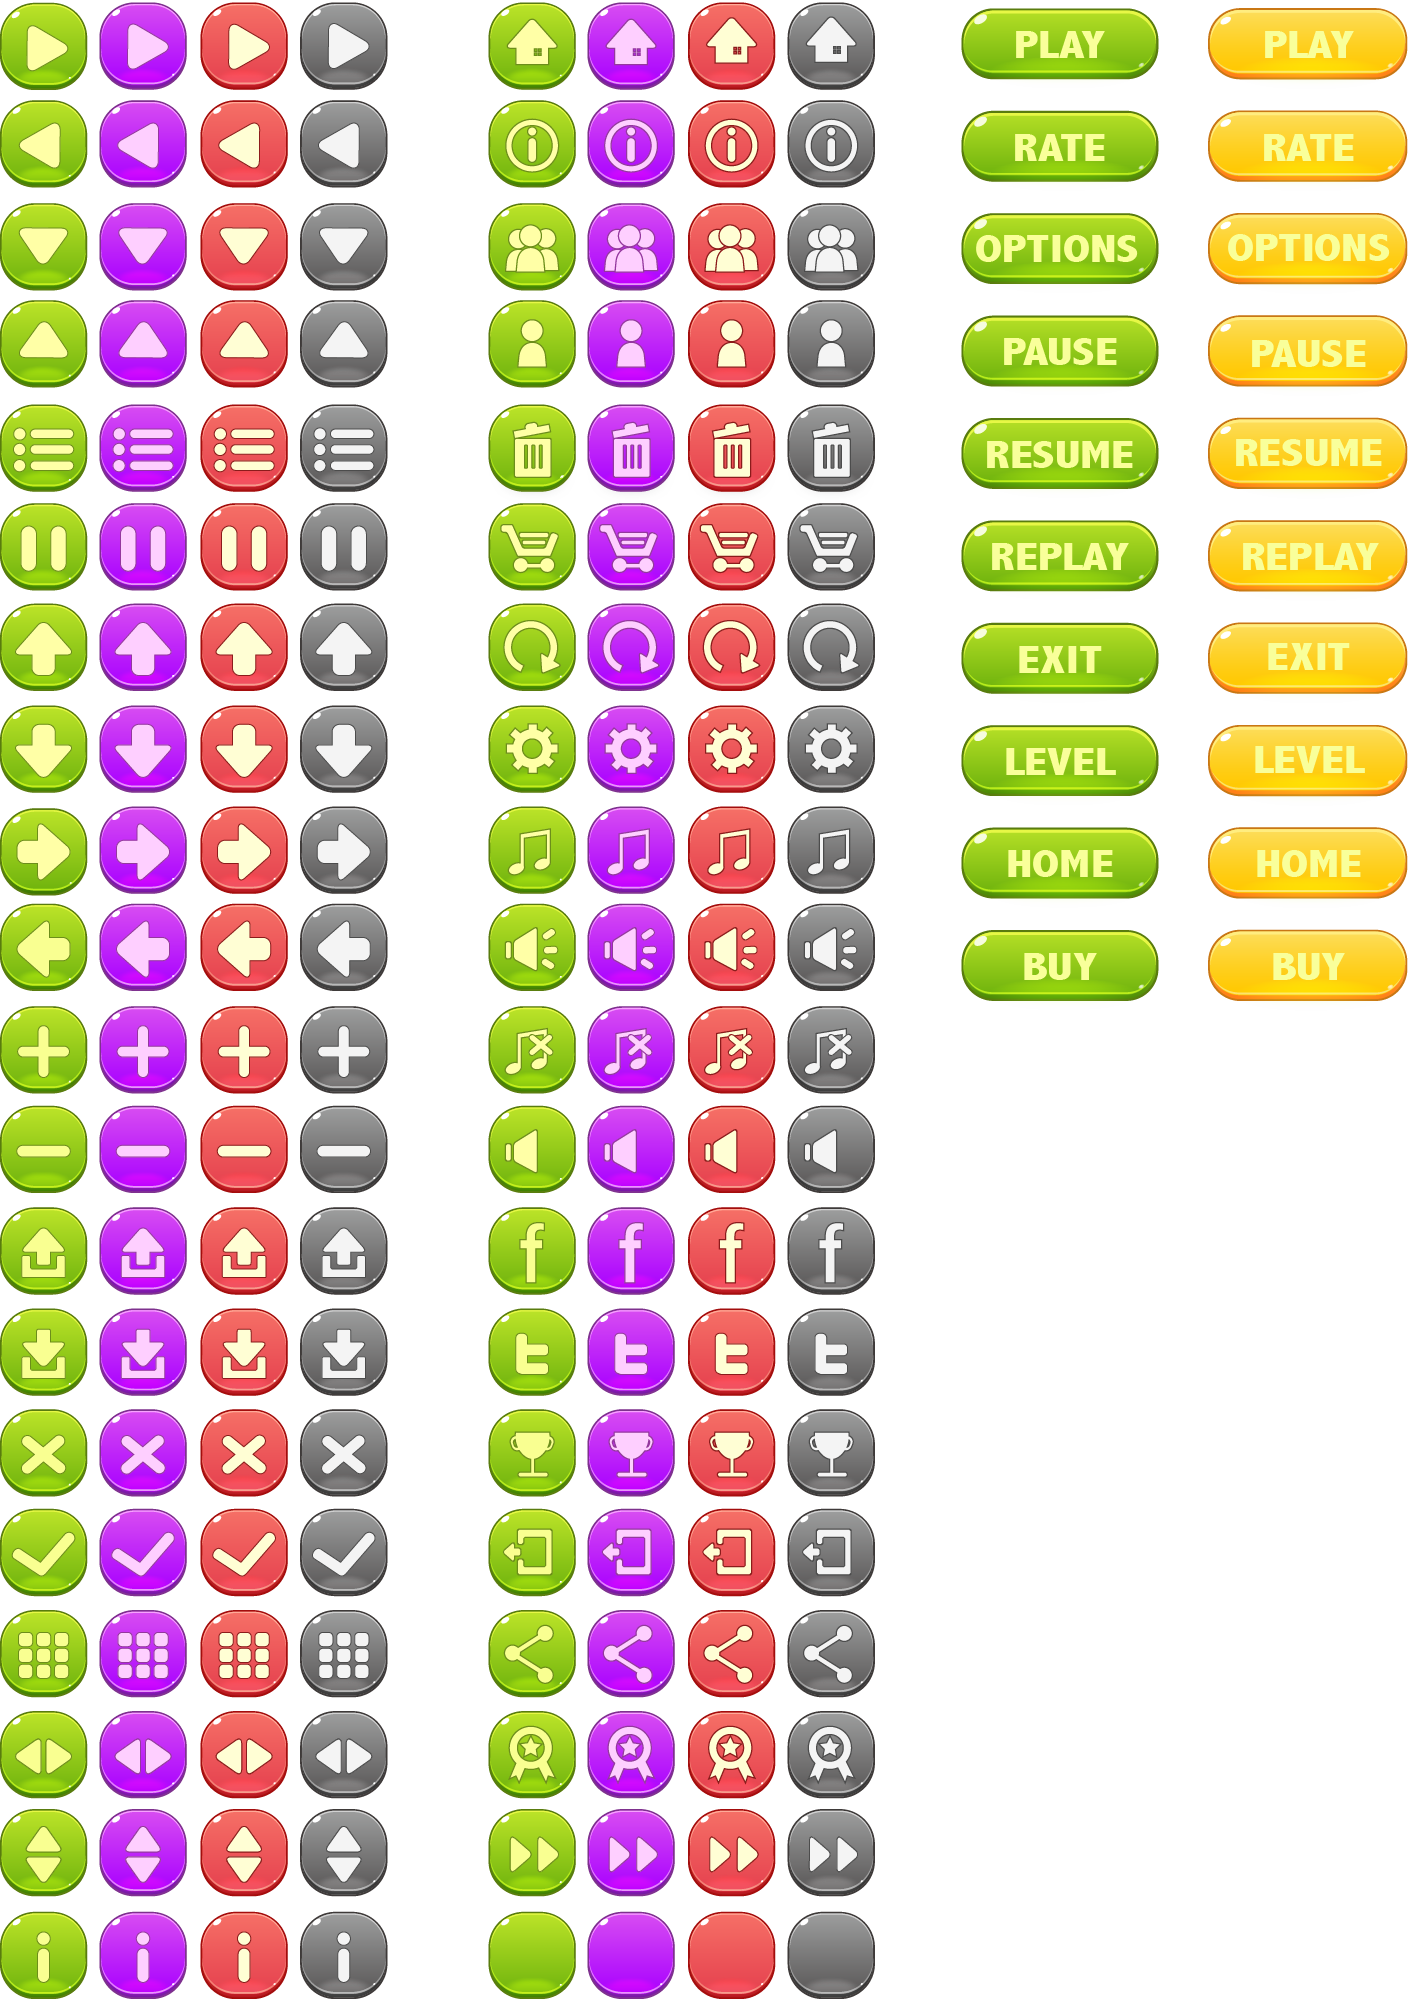 PLAY PLAY
RATE RATE
OPTIONS OPTIONS
PAUSE PAUSE
RESUME RESUME
REPLAY REPLAY
EXIT EXIT
LEVEL LEVEL
HOME HOME
BUY BUY